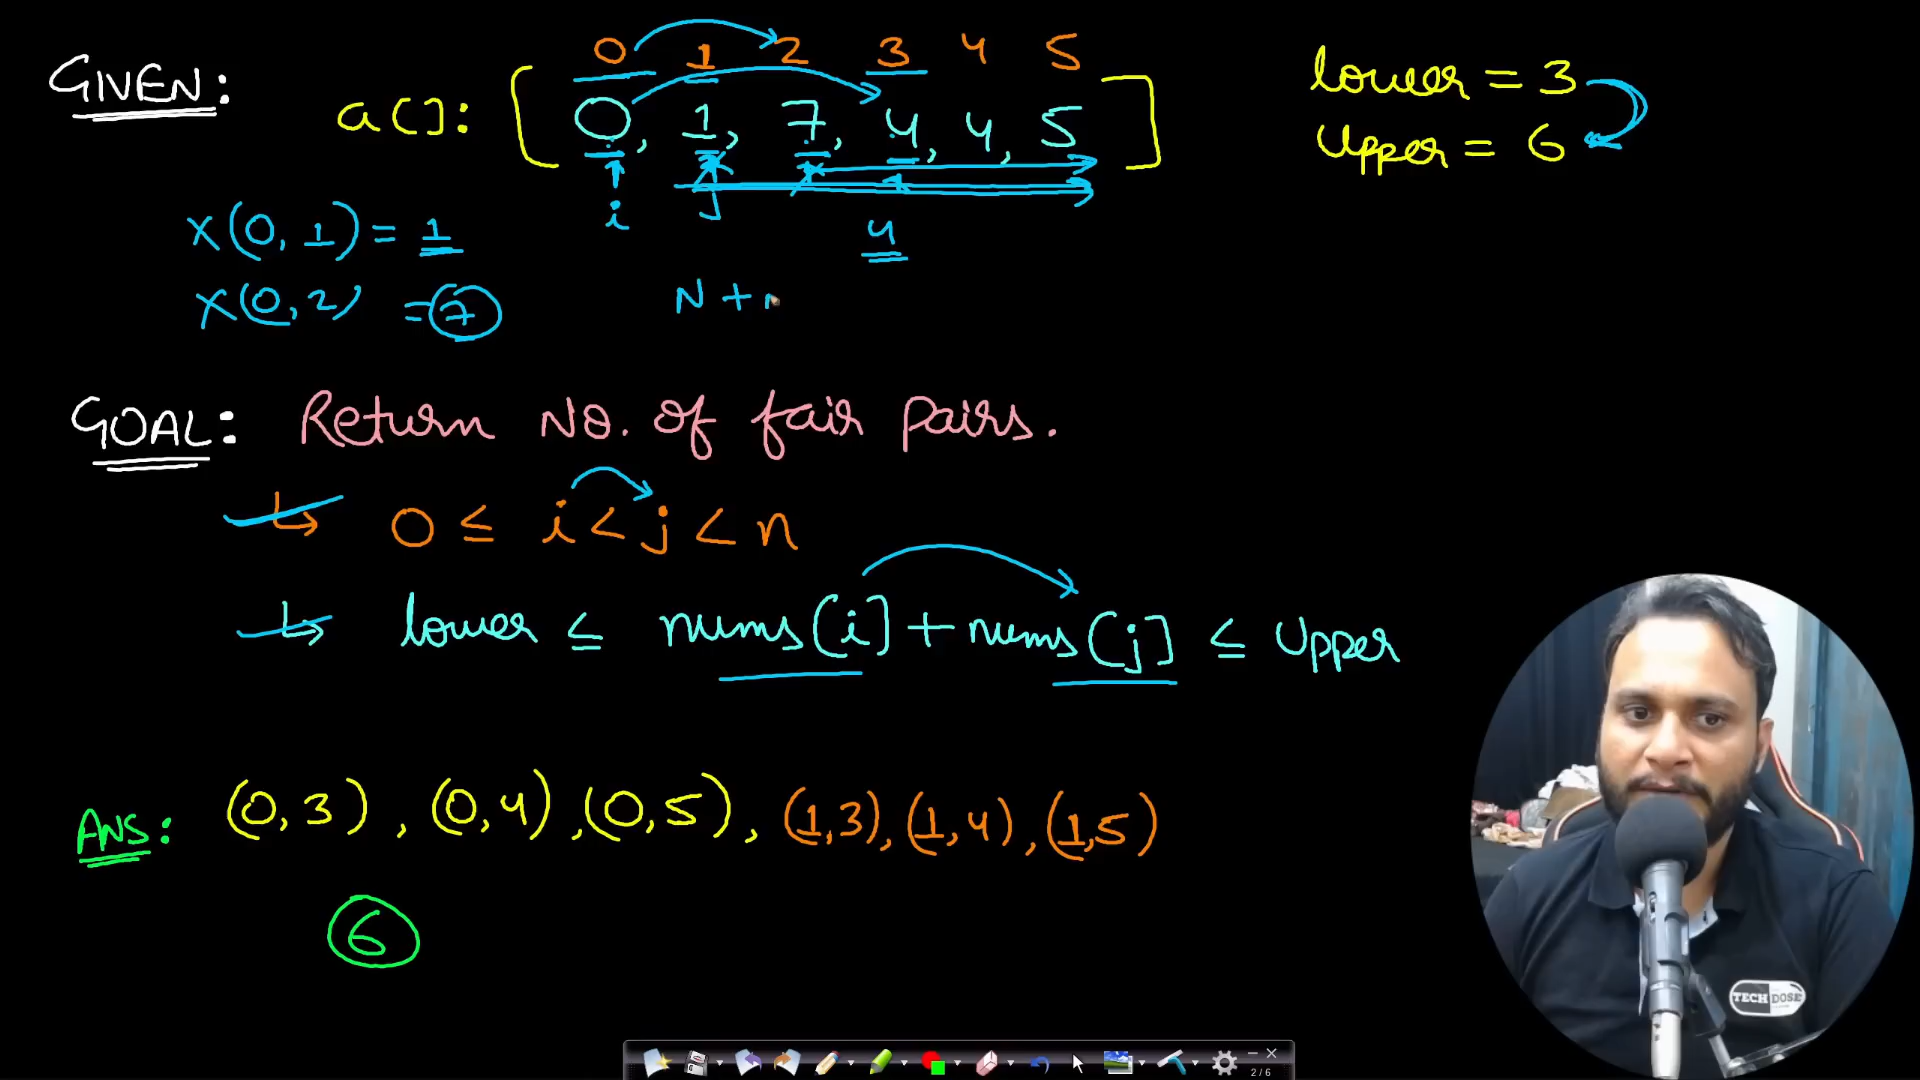 0 1 2 3 4 5
GIVEN: a[]: [0, 1, 7, 4, 4, 5]
lower = 3
Upper = 6
i j
x(0, 1) = 1
4
x(0, 2) = 7
N +
GOAL: Return No. of fair pairs.
0 ≤ i < j < n
lower ≤ nums[i] + nums[j] ≤ Upper
ANS: (0,3), (0,4), (0,5), (1,3), (1,4), (1,5)
6
TECH DOSE
2/6